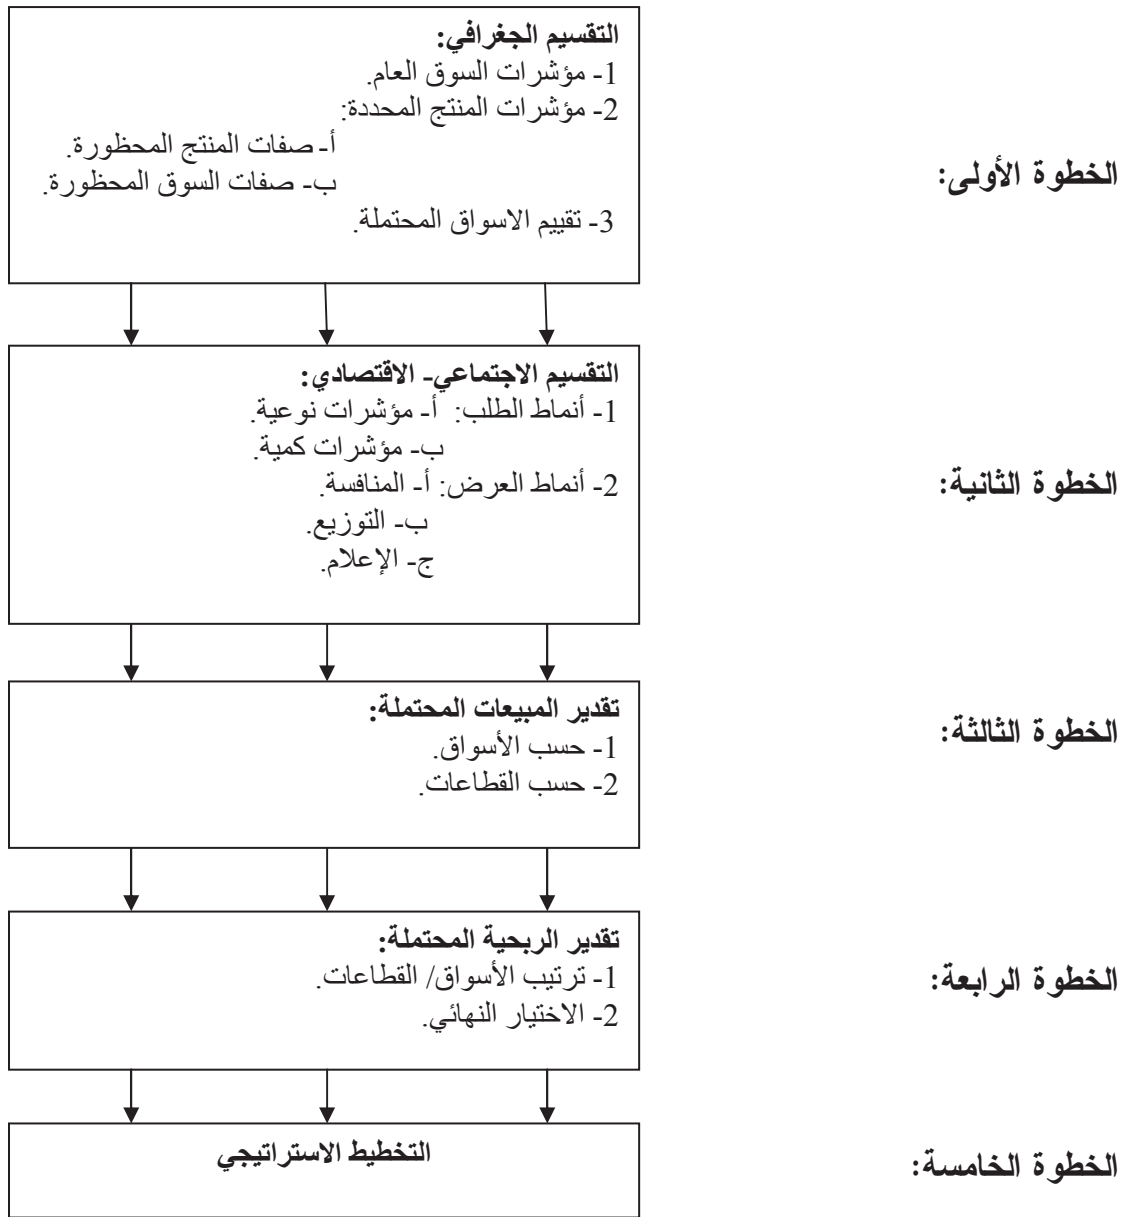 التقسيم الجغرافي:
1- مؤشرات السوق العام.
2- مؤشرات المنتج المحددة:
أ- صفات المنتج المحظورة.
ب- صفات السوق المحظورة.
3- تقييم الاسواق المحتملة.
الخطوة الأولى:
التقسيم الاجتماعي- الاقتصادي:
1- أنماط الطلب: أ- مؤشرات نوعية.
ب- مؤشرات كمية.
2- أنماط العرض: أ- المنافسة.
ب- التوزيع.
ج- الإعلام.
الخطوة الثانية:
تقدير المبيعات المحتملة:
1- حسب الأسواق.
2- حسب القطاعات.
الخطوة الثالثة:
تقدير الربحية المحتملة:
1- ترتيب الأسواق/ القطاعات.
2- الاختيار النهائي.
الخطوة الرابعة:
التخطيط الاستراتيجي
الخطوة الخامسة: